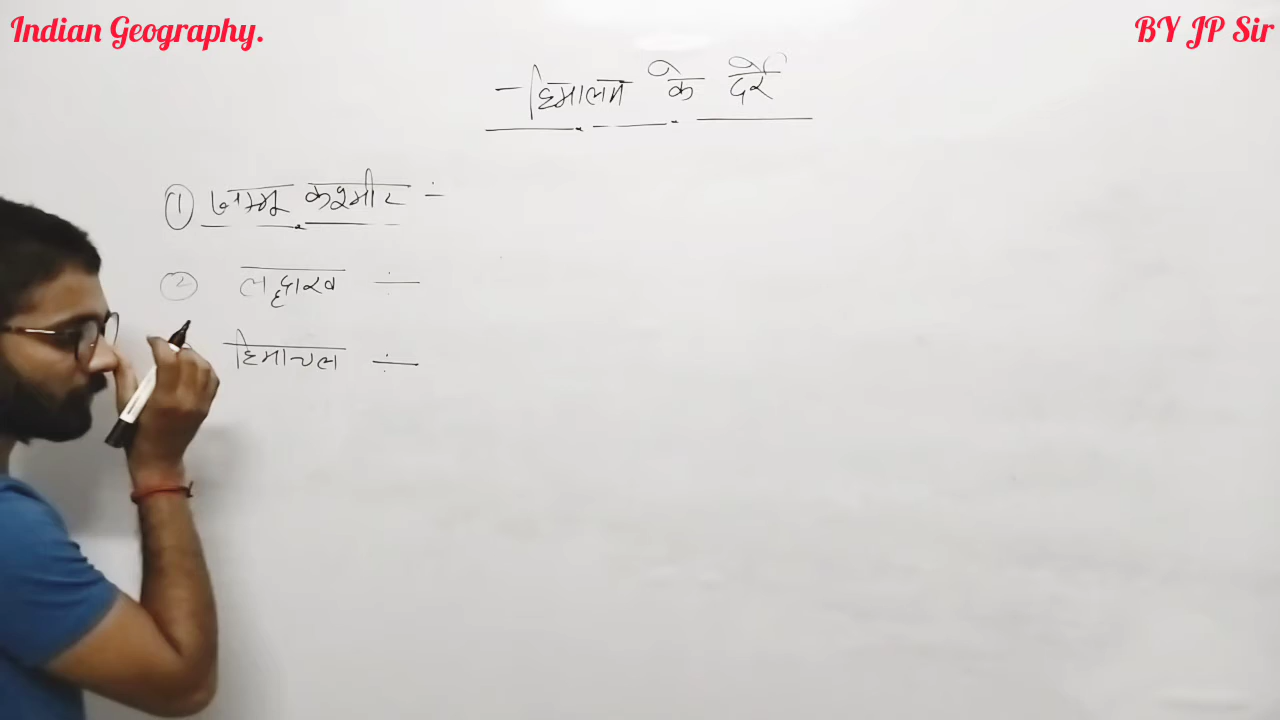 Indian Geography.
BY JP Sir
- हिमालय के दर्रे
① जम्मू कश्मीर ÷
② लद्दाख ÷
हिमाचल ÷